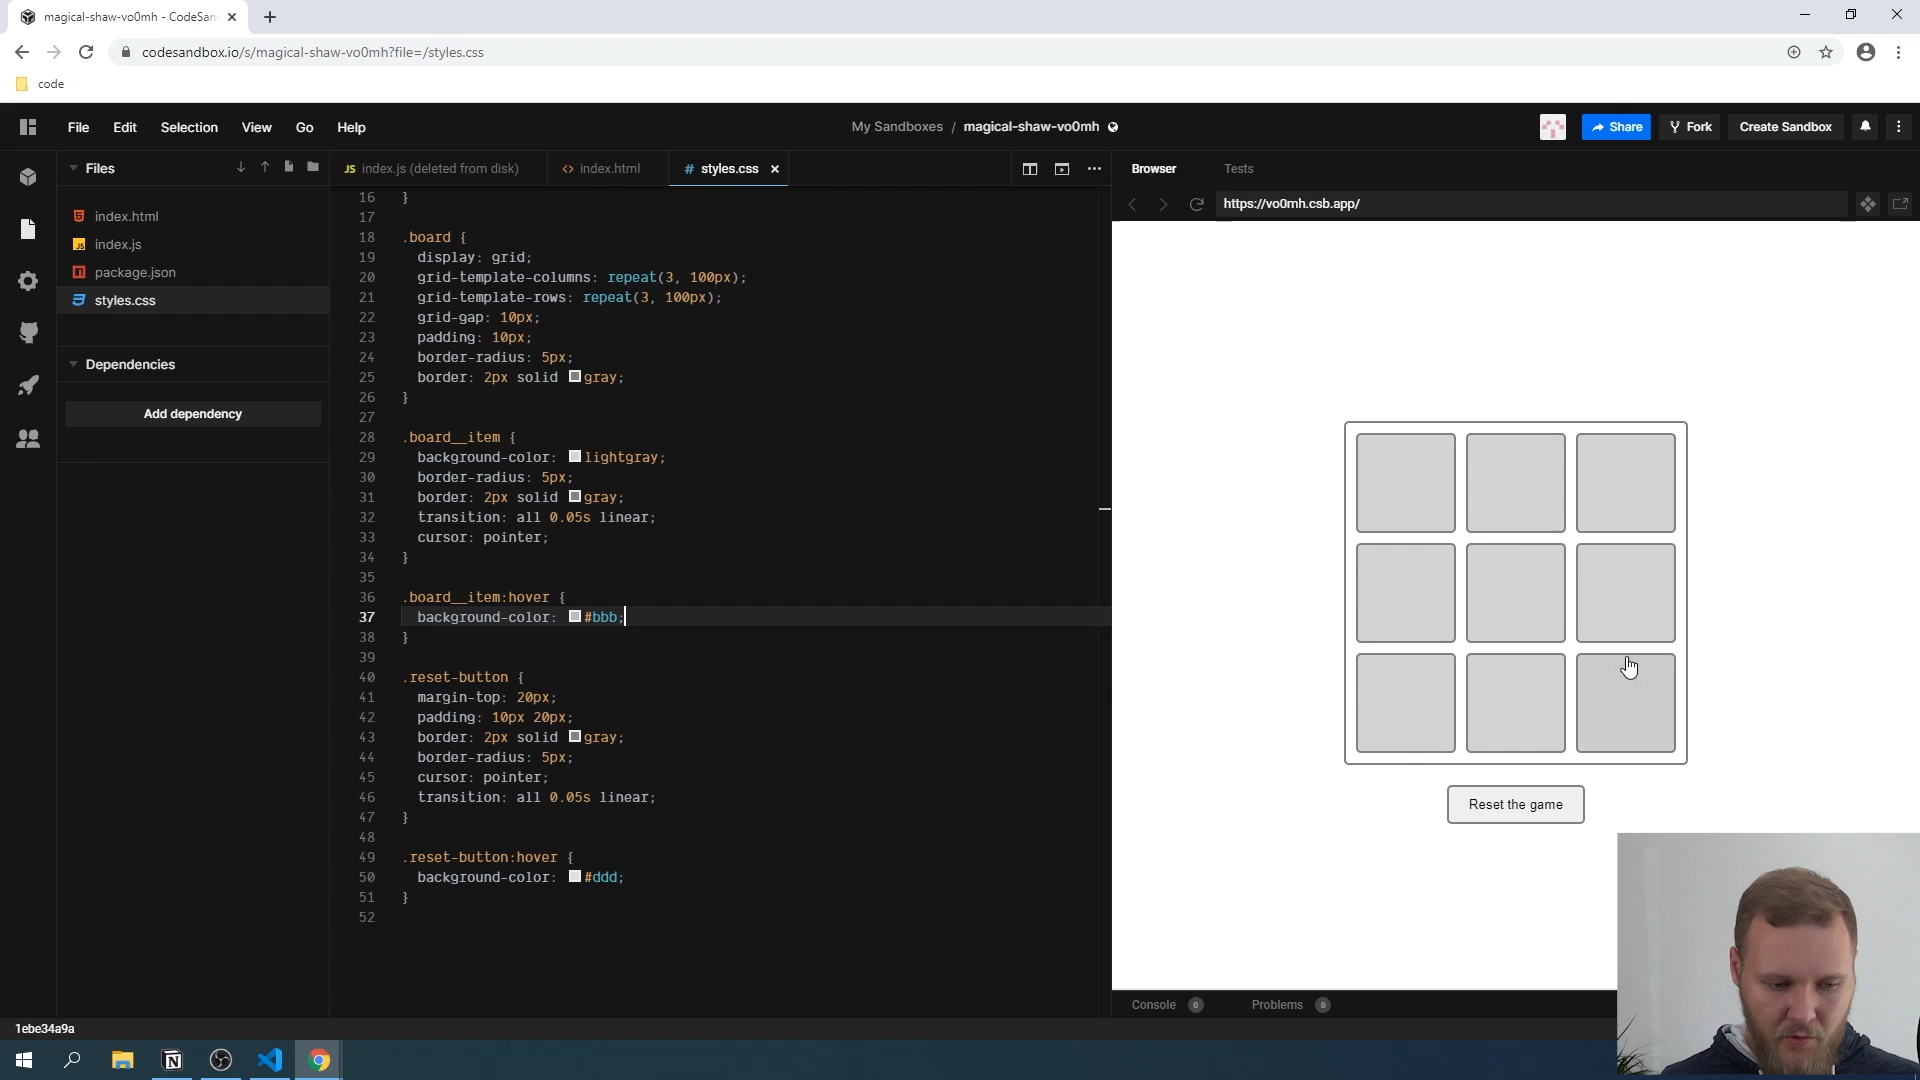 magical-shaw-vo0mh - CodeSan
codesandbox.io/s/magical-shaw-vo0mh?file=/styles.css
code
File Edit Selection View Go Help
My Sandboxes / magical-shaw-vo0mh
Share Fork Create Sandbox
Files
index.html
index.js
package.json
styles.css
Dependencies
Add dependency
JS index.js (deleted from disk)
<> index.html
# styles.css
16 }
17
18 .board {
19 display: grid;
20 grid-template-columns: repeat(3, 100px);
21 grid-template-rows: repeat(3, 100px);
22 grid-gap: 10px;
23 padding: 10px;
24 border-radius: 5px;
25 border: 2px solid gray;
26 }
27
28 .board__item {
29 background-color: lightgray;
30 border-radius: 5px;
31 border: 2px solid gray;
32 transition: all 0.05s linear;
33 cursor: pointer;
34 }
35
36 .board__item:hover {
37 background-color: #bbb;
38 }
39
40 .reset-button {
41 margin-top: 20px;
42 padding: 10px 20px;
43 border: 2px solid gray;
44 border-radius: 5px;
45 cursor: pointer;
46 transition: all 0.05s linear;
47 }
48
49 .reset-button:hover {
50 background-color: #ddd;
51 }
52
Browser Tests
https://vo0mh.csb.app/
Reset the game
Console 0 Problems 0
1ebe34a9a